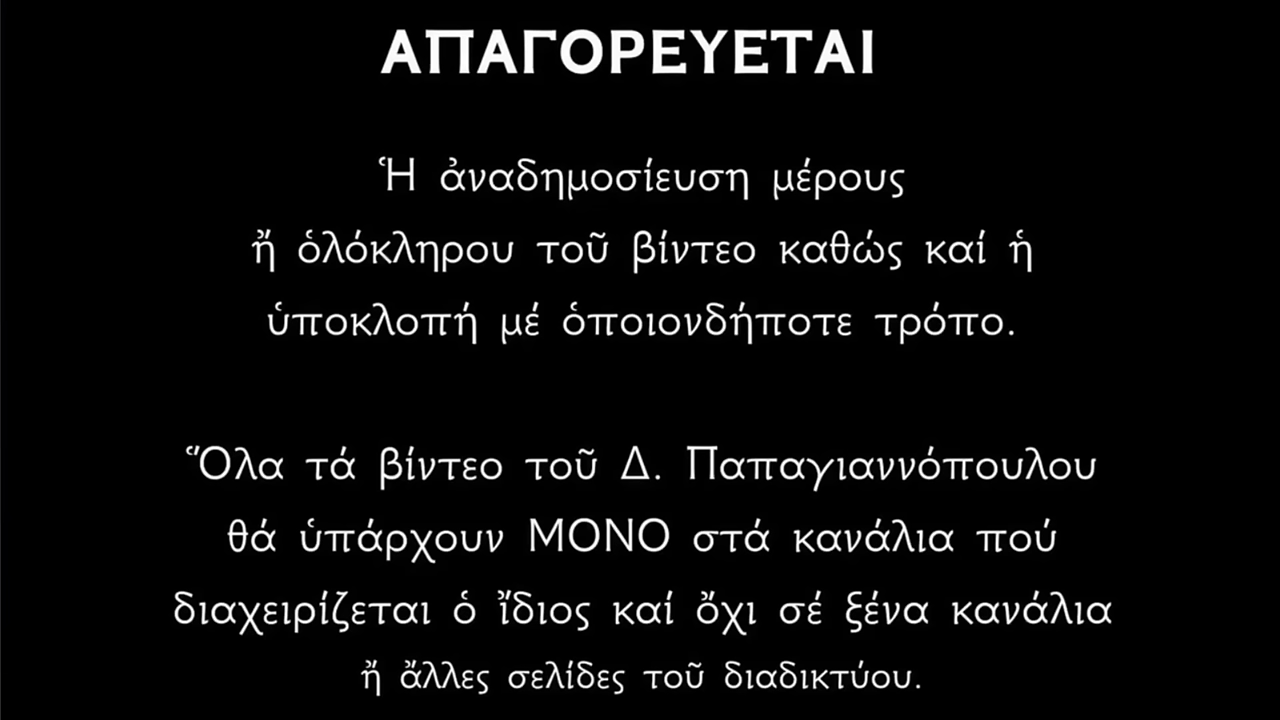 ΑΠΑΓΟΡΕΥΕΤΑΙ
Ἡ ἀναδημοσίευση μέρους
ἤ ὁλόκληρου τοῦ βίντεο καθώς καί ἡ
ὑποκλοπή μέ ὁποιονδήποτε τρόπο.
Ὅλα τά βίντεο τοῦ Δ. Παπαγιαννόπουλου
θά ὑπάρχουν ΜΟΝΟ στά κανάλια πού
διαχειρίζεται ὁ ἴδιος καί ὄχι σέ ξένα κανάλια
ἤ ἄλλες σελίδες τοῦ διαδικτύου.